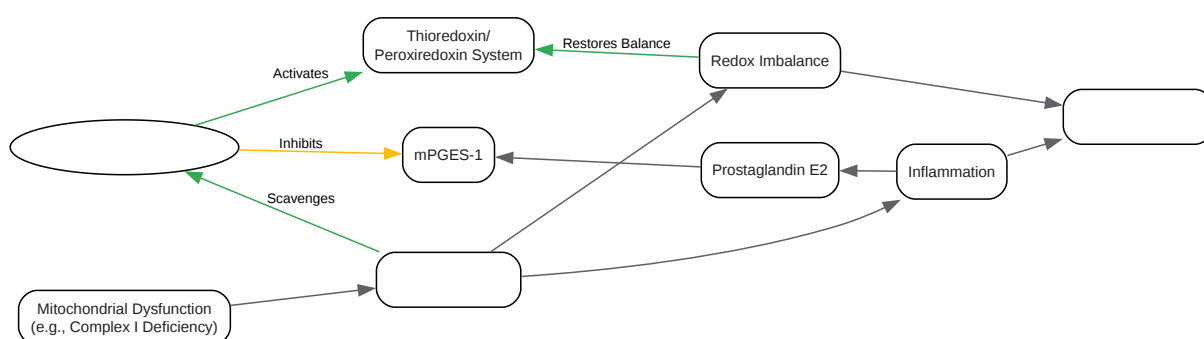 Thioredoxin/
Peroxiredoxin System
Restores Balance
Redox Imbalance
Activates
Inhibits
mPGES-1
Prostaglandin E2
Inflammation
Scavenges
Mitochondrial Dysfunction
(e.g., Complex I Deficiency)